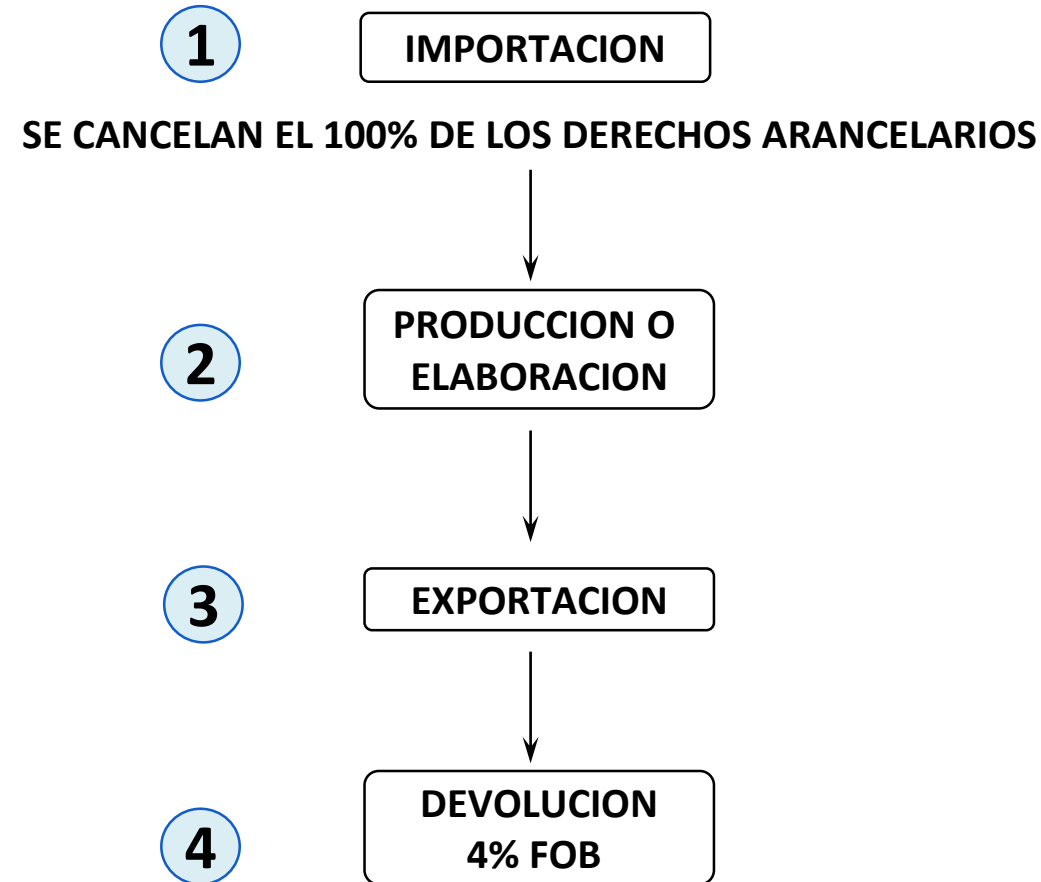 1
IMPORTACION
SE CANCELAN EL 100% DE LOS DERECHOS ARANCELARIOS
2
PRODUCCION O
ELABORACION
3
EXPORTACION
4
DEVOLUCION
4% FOB